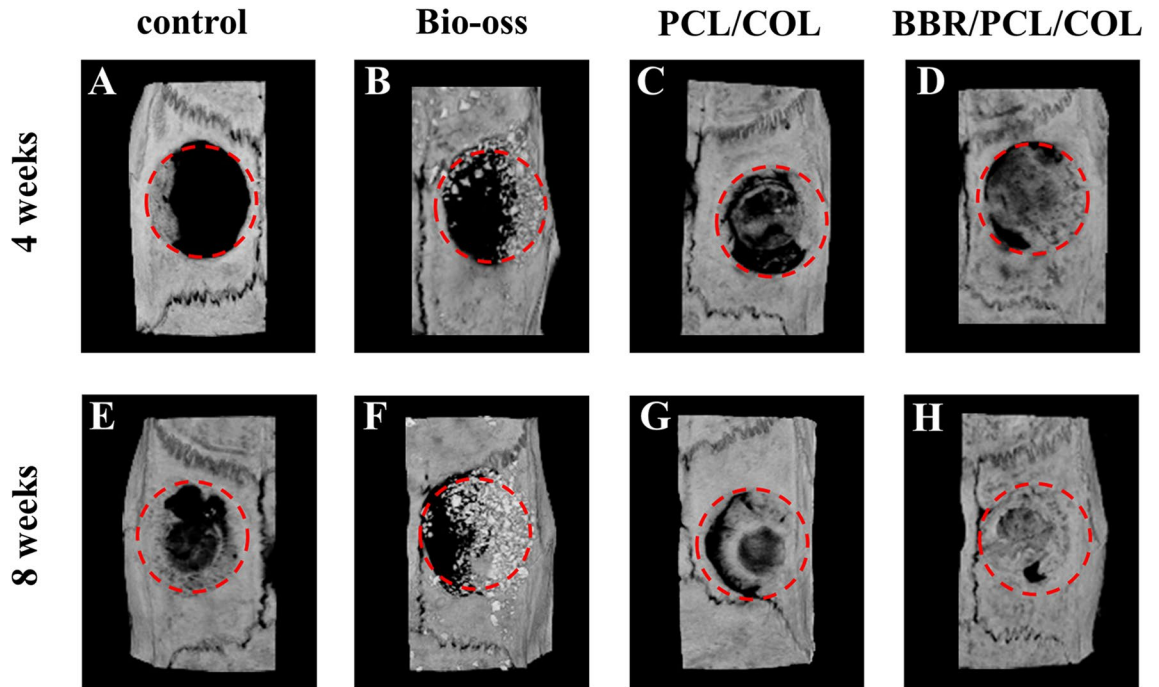 control Bio-oss PCL/COL BBR/PCL/COL
4 weeks
A B C D
8 weeks
E F G H